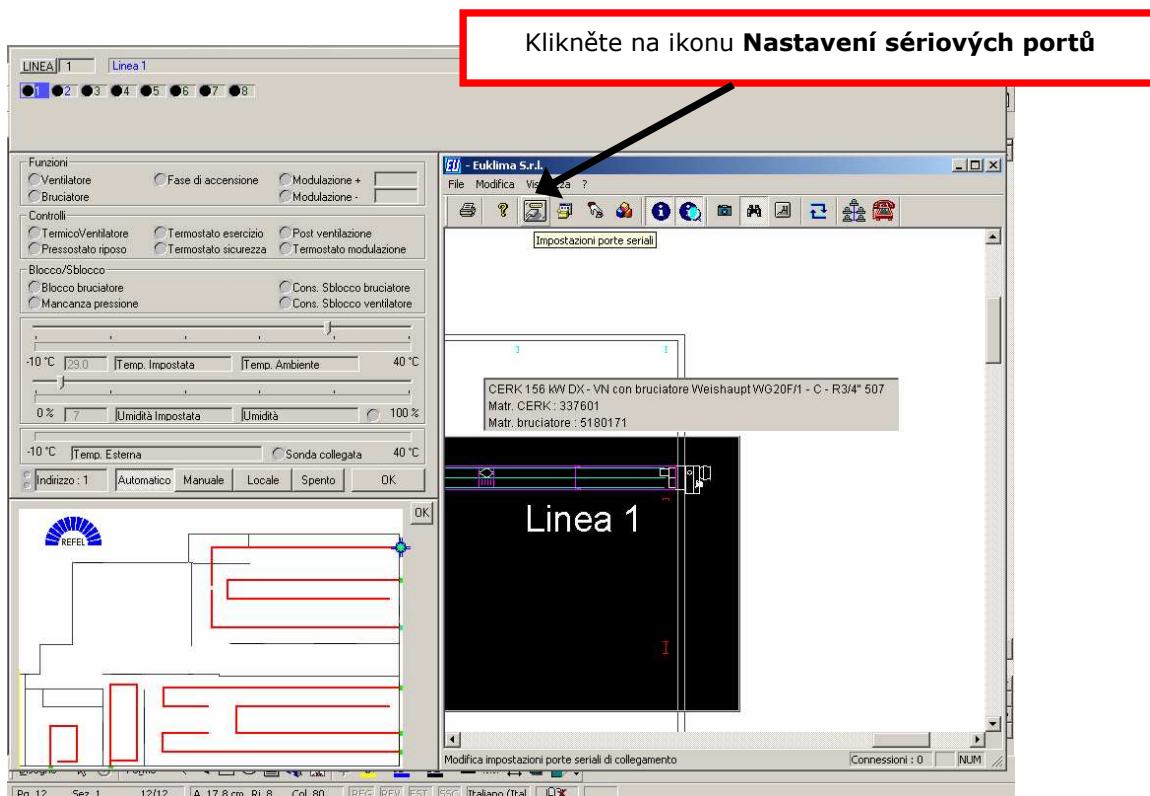 Klikněte na ikonu Nastavení sériových portů
LINEA 1 Linea 1
1 2 3 4 5 6 7 8
Funzioni
Ventilatore Fase di accensione Modulazione +
Bruciatore Modulazione -
Controlli
TermicoVentilatore Termostato esercizio Post ventilazione
Pressostato riposo Termostato sicurezza Termostato modulazione
Blocco/Sblocco
Blocco bruciatore Cons. Sblocco bruciatore
Mancanza pressione Cons. Sblocco ventilatore
-10 °C 29.0 Temp. Impostata Temp. Ambiente 40 °C
0 % 7 Umidità Impostata Umidità 100 %
-10 °C Temp. Esterna Sonda collegata 40 °C
Indirizzo : 1 Automatico Manuale Locale Spento OK
OK
REFEL
EU - Euklima S.r.l.
File Modifica ?
Impostazioni porte seriali
CERK 156 kW DX - VN con bruciatore Weishaupt WG20F/1 - C - R3/4" 507
Matr. CERK : 337601
Matr. bruciatore : 5180171
Linea 1
Modifica impostazioni porte seriali di collegamento Connessioni : 0 NUM
Pg. 12 Sez. 1 12/12 A 17,8 cm Ri. 8 Col. 80 REG REV EST SSC Italiano (Ital